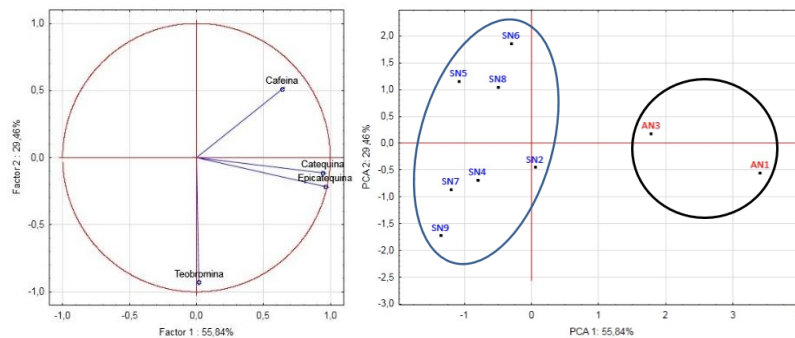 1,0
0,5
0,0
-0,5
-1,0
Factor 2 : 29,46%
Cafeina
Catequina
Epicatequina
Teobromina
-1,0 -0,5 0,0 0,5 1,0
Factor 1 : 55,84%
2,5
2,0
1,5
1,0
0,5
0,0
-0,5
-1,0
-1,5
-2,0
-2,5
-3,0
PCA 2: 29,46%
SN6
SN5
SN8
AN3
SN2
AN1
SN4
SN7
SN9
-1 0 1 2 3
PCA 1: 55,84%